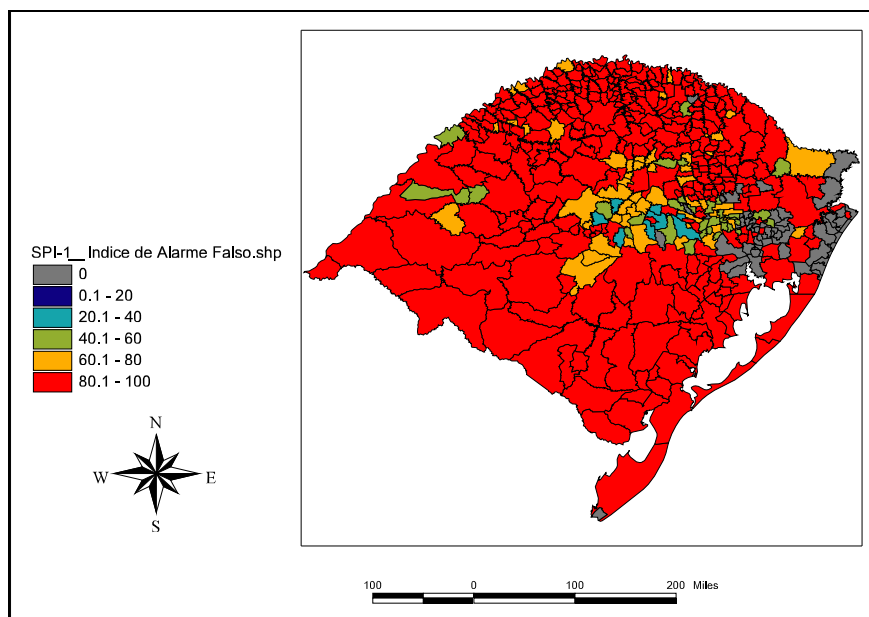 SPI-1__Indice de Alarme Falso.shp
0
0.1 - 20
20.1 - 40
40.1 - 60
60.1 - 80
80.1 - 100
N
W E
S
100 0 100 200 Miles